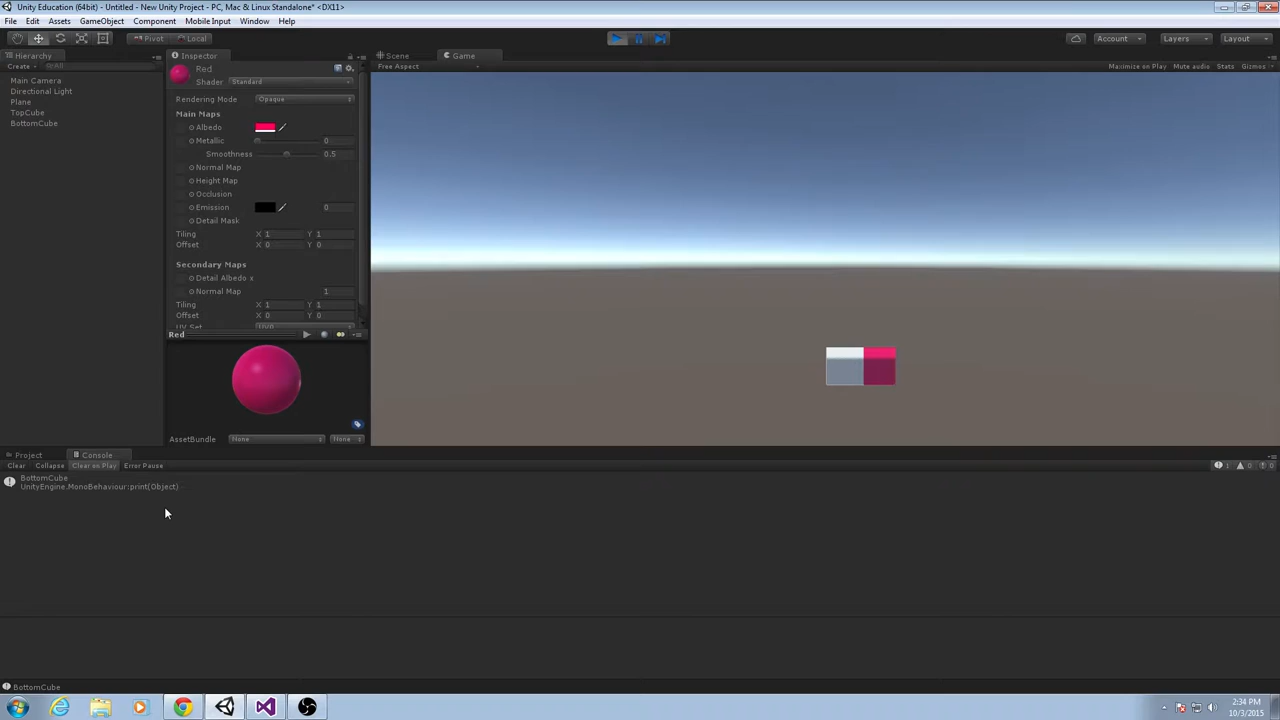 Unity Education (64bit) - Untitled - New Unity Project - PC, Mac & Linux Standalone* <DX11>
File Edit Assets GameObject Component Mobile Input Window Help
Pivot Local Account Layers Layout
Hierarchy Inspector Scene Game
Create All Free Aspect Maximize on Play Mute audio Stats Gizmos
Main Camera
Directional Light
Plane
TopCube
BottomCube
Red
Shader Standard
Rendering Mode Opaque
Main Maps
Albedo
Metallic 0
Smoothness 0.5
Normal Map
Height Map
Occlusion
Emission 0
Detail Mask
Tiling X 1 Y 1
Offset X 0 Y 0
Secondary Maps
Detail Albedo x
Normal Map 1
Tiling X 1 Y 1
Offset X 0 Y 0
UV Set UV0
Red
AssetBundle None None
Project Console
Clear Collapse Clear on Play Error Pause 1 0 0
BottomCube
UnityEngine.MonoBehaviour:print(Object)
BottomCube
2:34 PM
10/3/2015